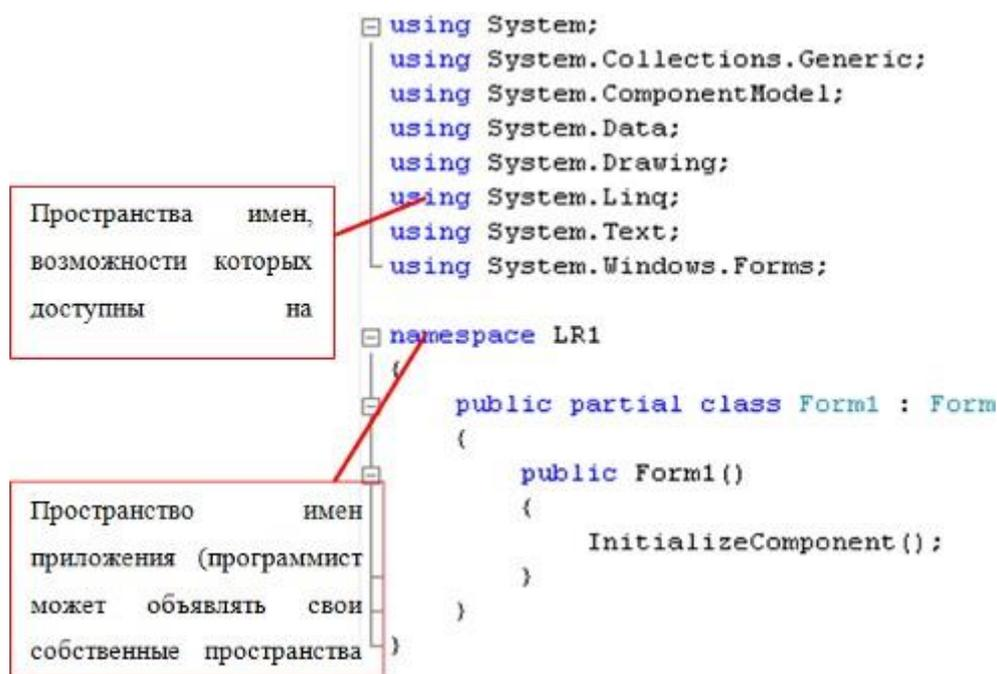 using System;
using System.Collections.Generic;
using System.ComponentModel;
using System.Data;
using System.Drawing;
using System.Linq;
using System.Text;
using System.Windows.Forms;
Пространства имен,
возможности которых
доступны на
namespace LR1
{
public partial class Form1 : Form
{
public Form1()
{
InitializeComponent();
}
}
}
Пространство имен
приложения (программист
может объявлять свои
собственные пространства